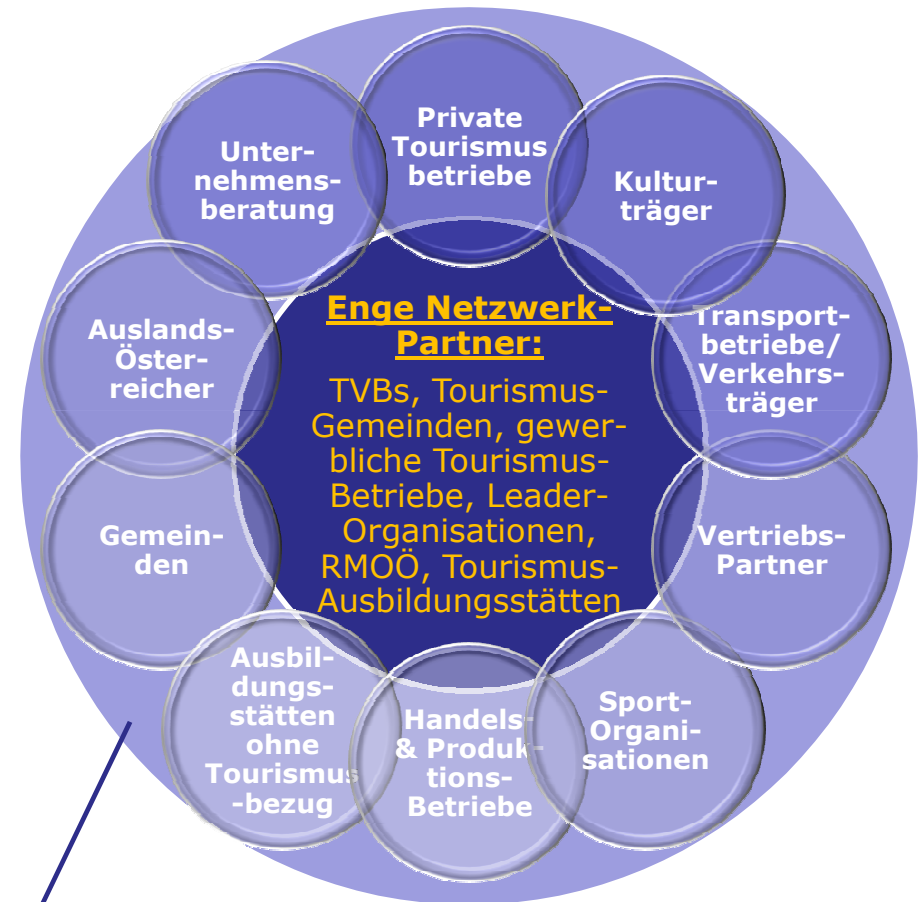 Private
Tourismus
betriebe
Kultur-
träger
Transport-
betriebe/
Verkehrs-
träger
Vertriebs-
Partner
Sport-
Organi-
sationen
Handels-
& Produk-
tions-
Betriebe
Ausbil-
dungs-
stätten
ohne
Tourismus
-bezug
Gemein-
den
Auslands-
Öster-
reicher
Unter-
nehmens-
beratung
Enge Netzwerk-
Partner:
TVBs, Tourismus-
Gemeinden, gewer-
bliche Tourismus-
Betriebe, Leader-
Organisationen,
RMOÖ, Tourismus-
Ausbildungsstätten